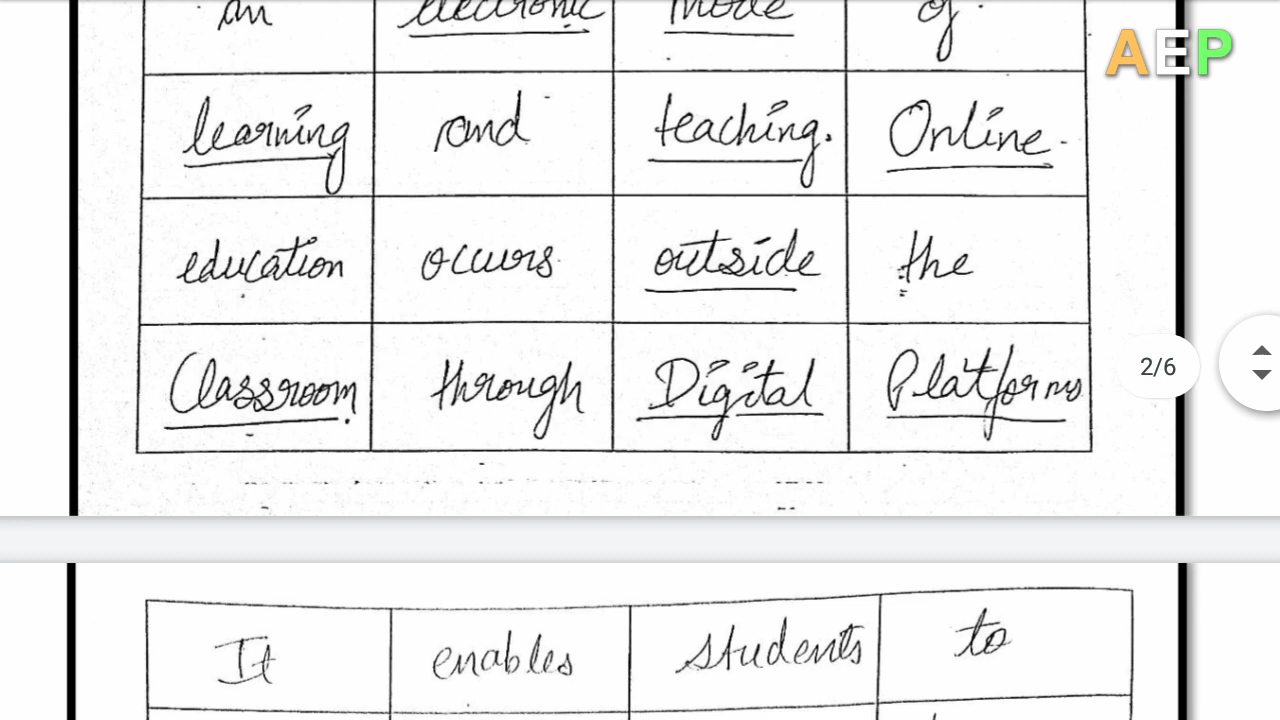 an electronic mode of
AEP
learning and teaching. Online
education occurs outside the
Classroom. through Digital Platforms
2/6
It enables students to